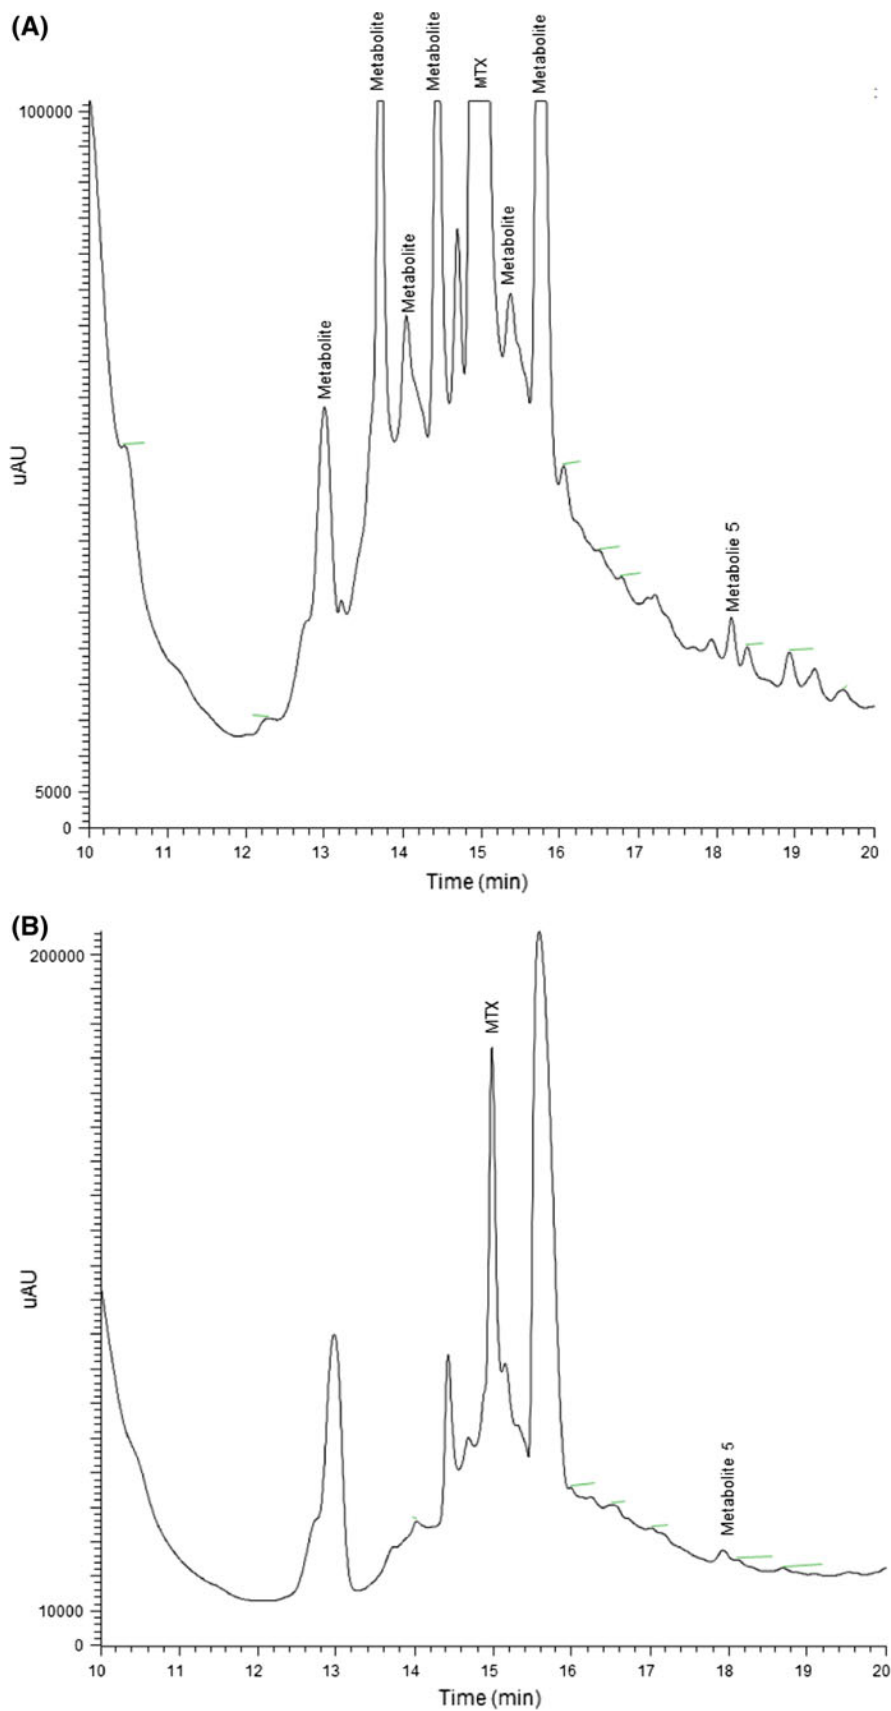 (A)
Metabolite
Metabolite
MTX
Metabolite
Metabolite
Metabolite
Metabolite
Metabolie 5
100000
uAU
5000
0
10 11 12 13 14 15 16 17 18 19 20
Time (min)
(B)
200000
MTX
uAU
Metabolite 5
10000
0
10 11 12 13 14 15 16 17 18 19 20
Time (min)